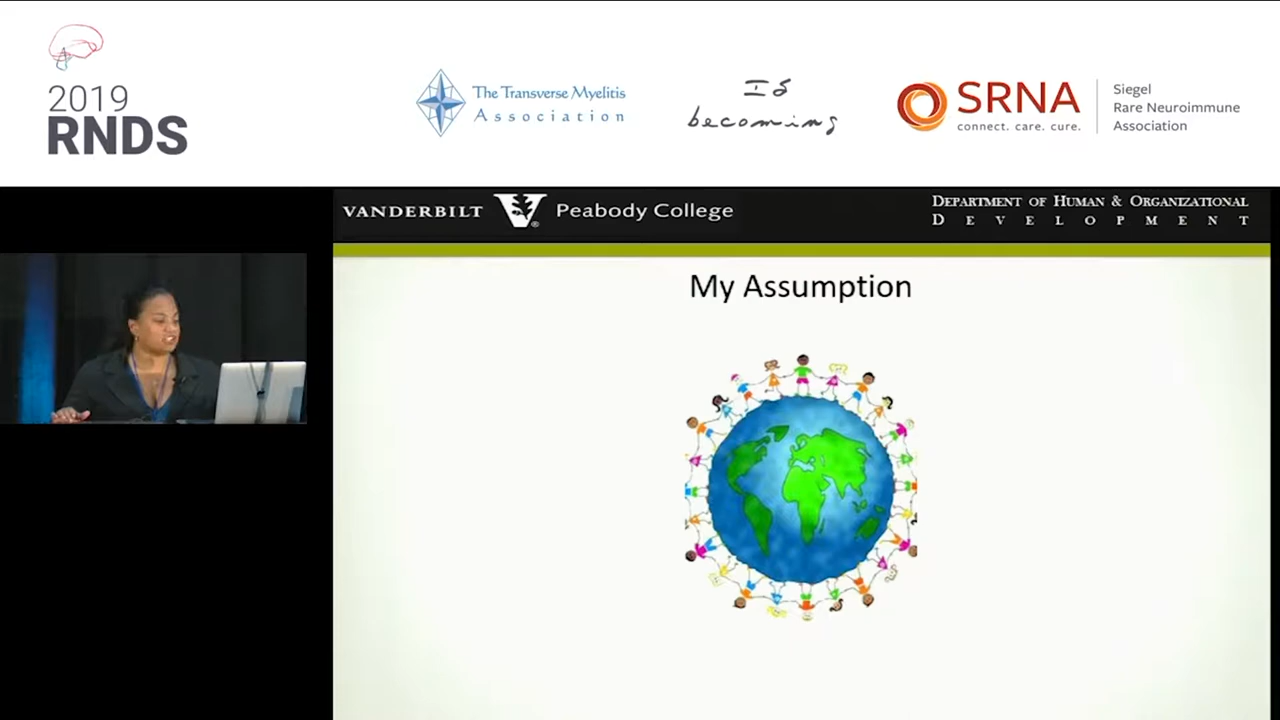 2019
RNDS
The Transverse Myelitis
Association
Is
becoming
SRNA
connect. care. cure.
Siegel
Rare Neuroimmune
Association
VANDERBILT V® Peabody College
DEPARTMENT OF HUMAN & ORGANIZATIONAL
DEVELOPMENT
My Assumption